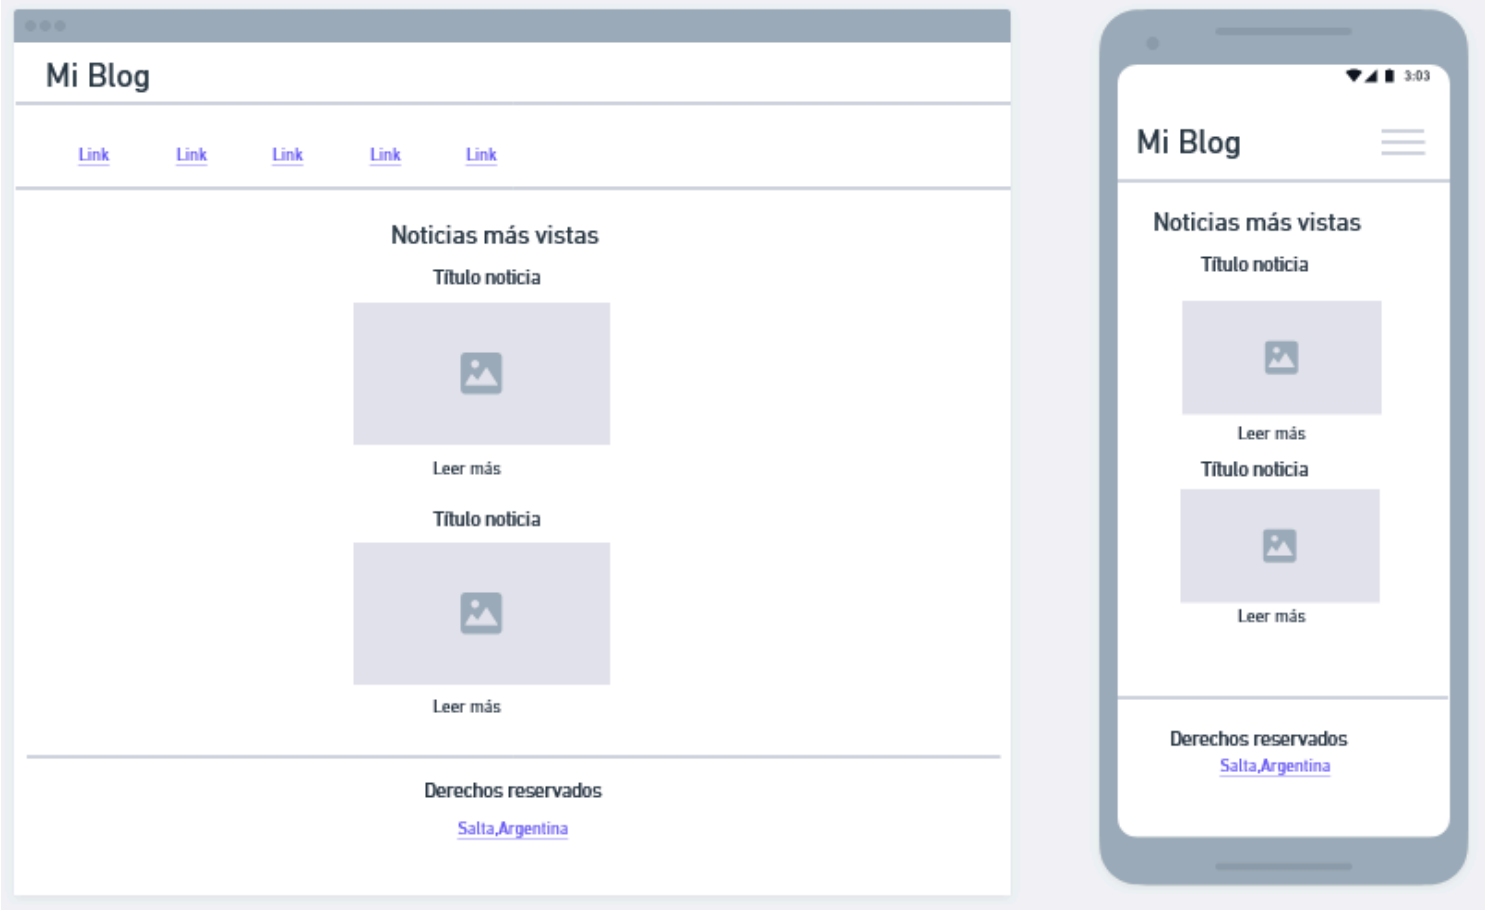 Mi Blog
Link Link Link Link Link
Noticias más vistas
Título noticia
Leer más
Título noticia
Leer más
Derechos reservados
Salta,Argentina
3:03
Mi Blog
Noticias más vistas
Título noticia
Leer más
Título noticia
Leer más
Derechos reservados
Salta,Argentina